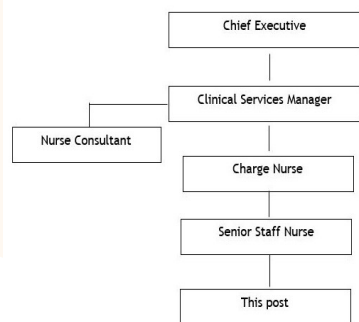 Chief Executive
Clinical Services Manager
Nurse Consultant
Charge Nurse
Senior Staff Nurse
This post